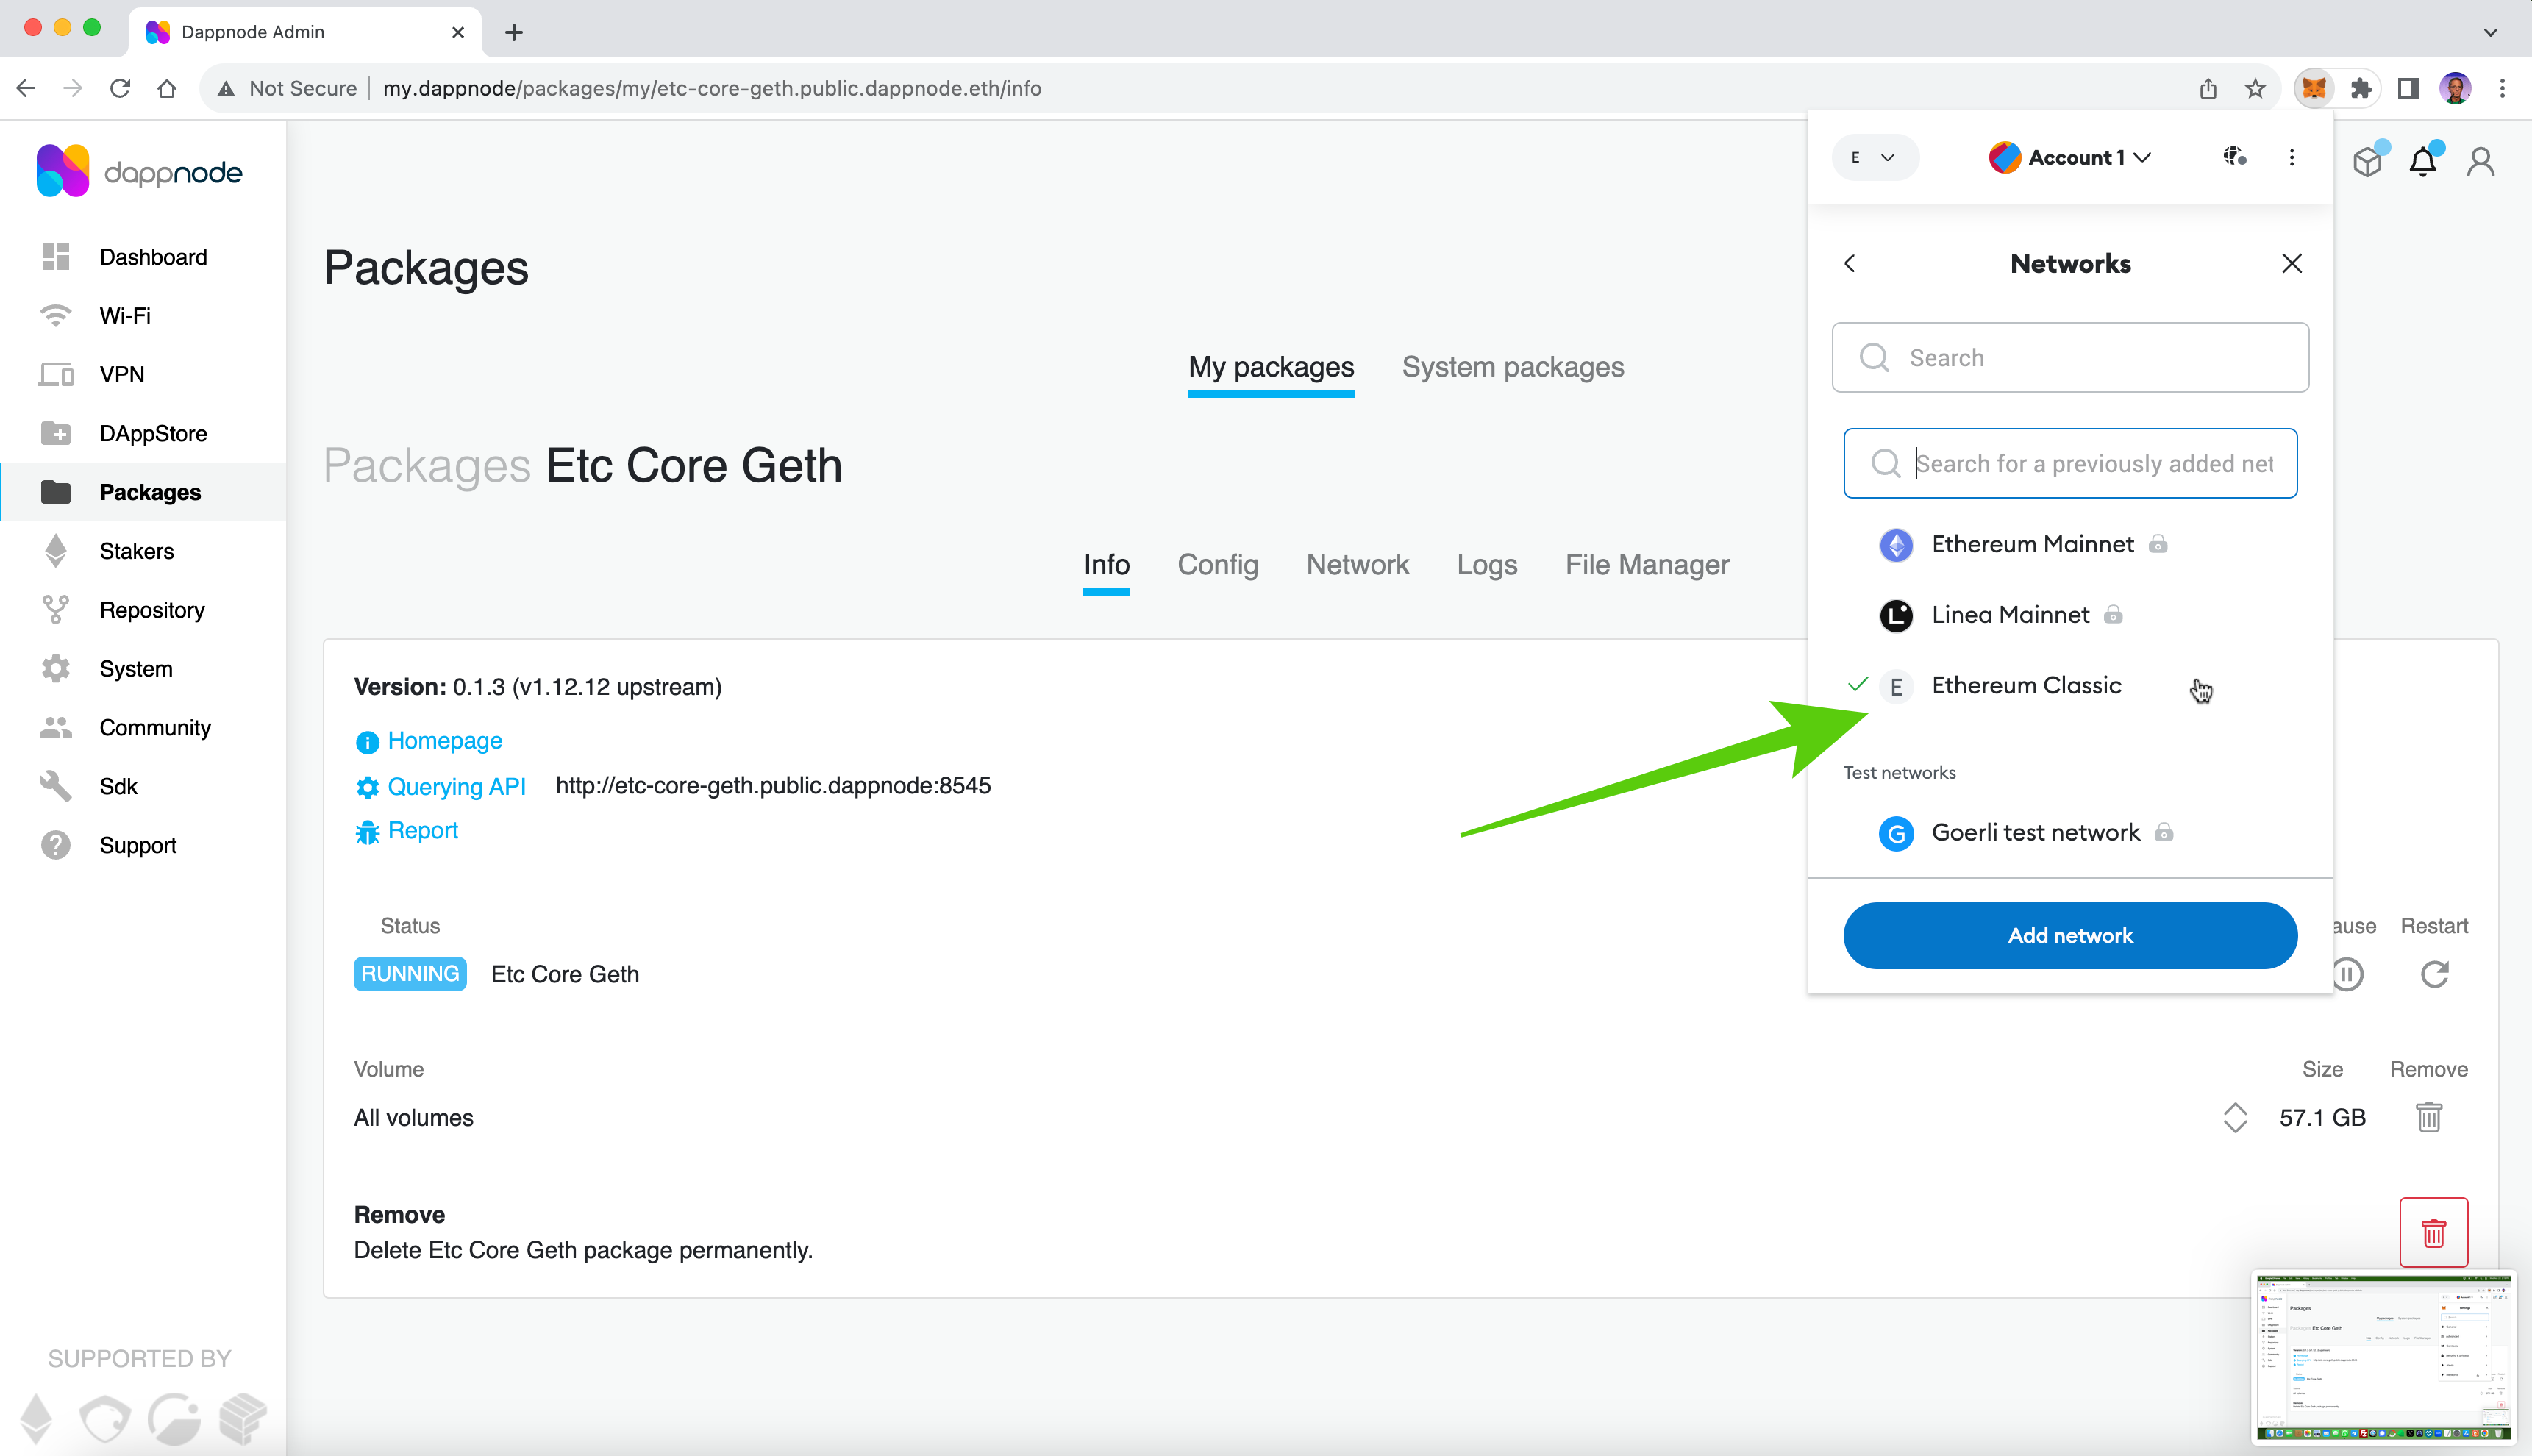 Dappnode Admin
Not Secure
my.dappnode/packages/my/etc-core-geth.public.dappnode.eth/info
dappnode
Dashboard
Wi-Fi
VPN
DAppStore
Packages
Stakers
Repository
System
Community
Sdk
Support
SUPPORTED BY
Packages
My packages System packages
Packages Etc Core Geth
Info Config Network Logs File Manager
Version: 0.1.3 (v1.12.12 upstream)
Homepage
Querying API http://etc-core-geth.public.dappnode:8545
Report
Status
ause Restart
RUNNING Etc Core Geth
Volume Size Remove
All volumes 57.1 GB
Remove
Delete Etc Core Geth package permanently.
E Account 1
Networks
Search
Search for a previously added net
Ethereum Mainnet
L Linea Mainnet
E Ethereum Classic
Test networks
G Goerli test network
Add network